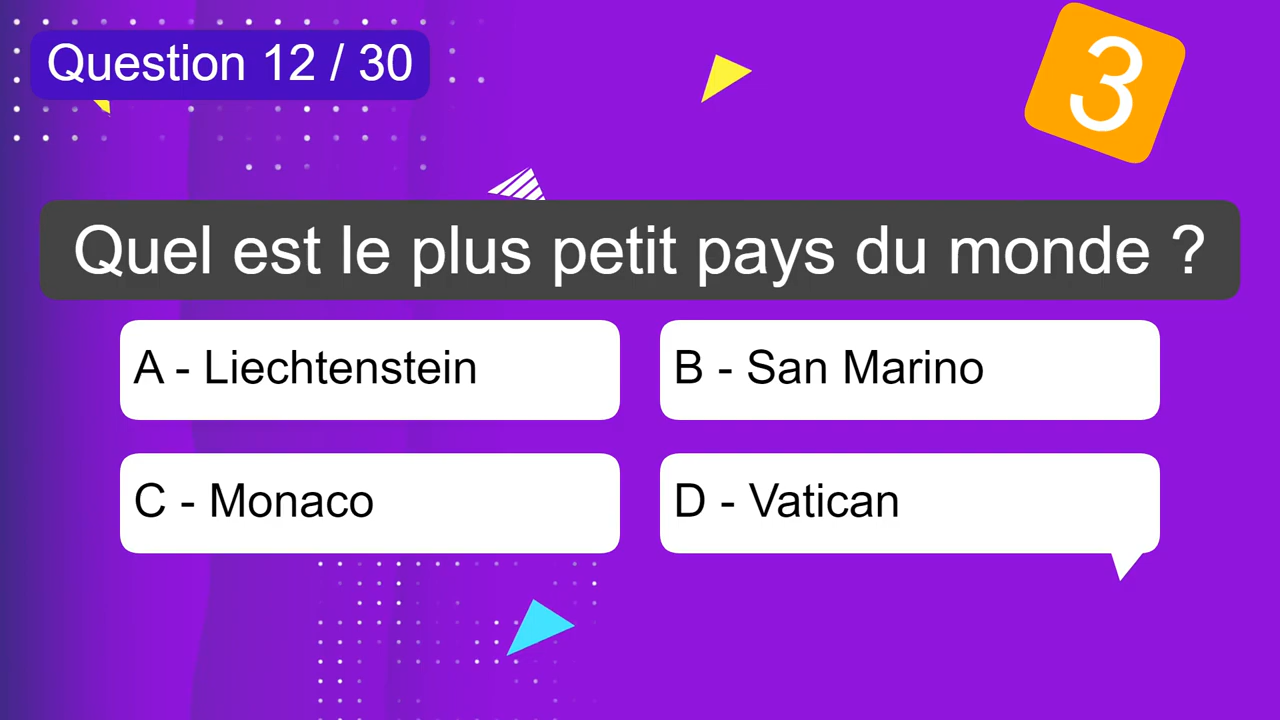 Question 12 / 30
3
Quel est le plus petit pays du monde ?
A - Liechtenstein
B - San Marino
C - Monaco
D - Vatican